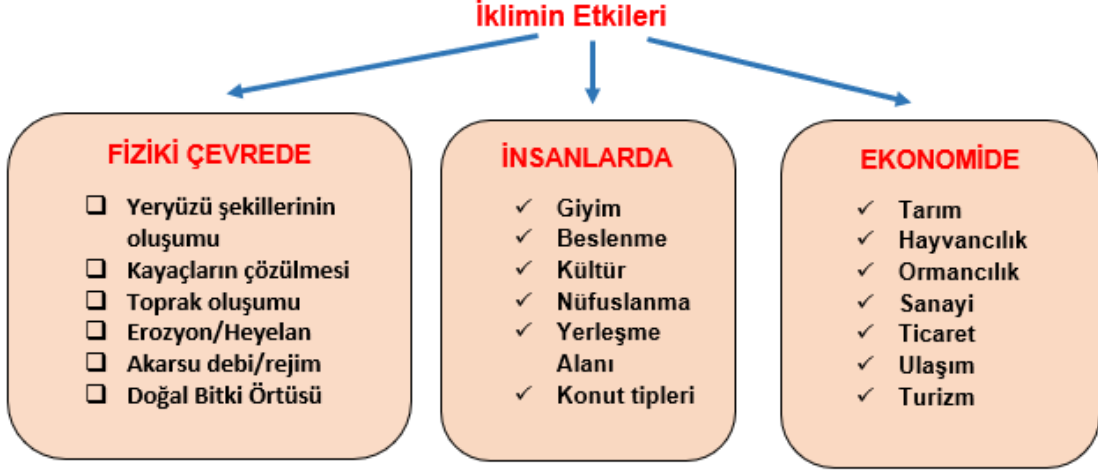 İklimin Etkileri
FİZİKİ ÇEVREDE
Yeryüzü şekillerinin
oluşumu
Kayaçların çözülmesi
Toprak oluşumu
Erozyon/Heyelan
Akarsu debi/rejim
Doğal Bitki Örtüsü
İNSANLARDA
Giyim
Beslenme
Kültür
Nüfuslanma
Yerleşme
Alanı
Konut tipleri
EKONOMİDE
Tarım
Hayvancılık
Ormancılık
Sanayi
Ticaret
Ulaşım
Turizm